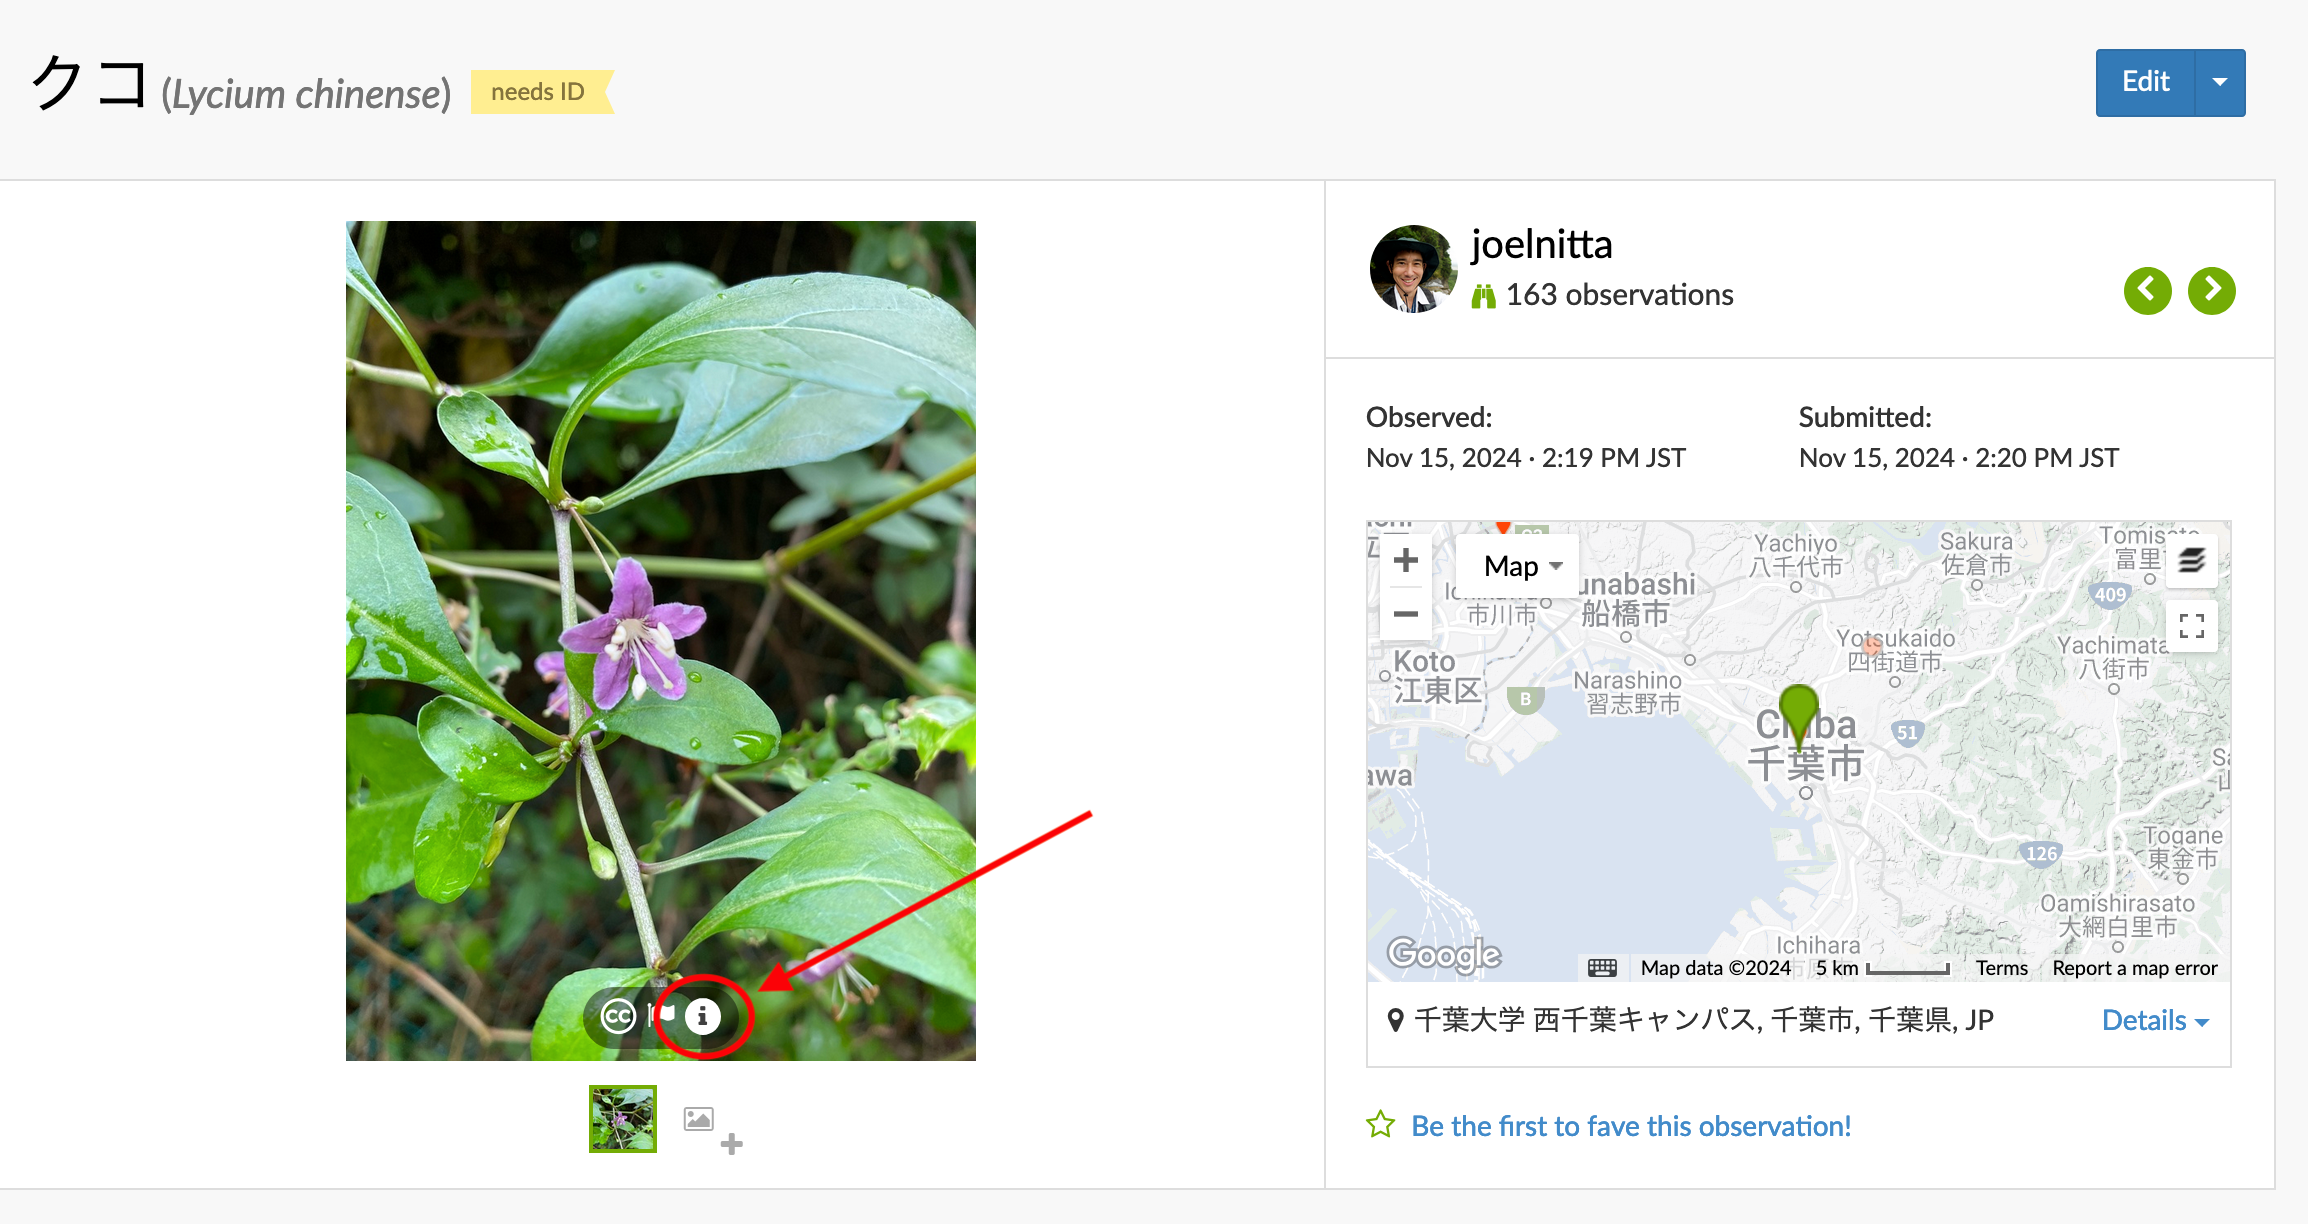 クコ (Lycium chinense) needs ID
Edit
joelnitta
163 observations
Observed:
Nov 15, 2024 · 2:19 PM JST
Submitted:
Nov 15, 2024 · 2:20 PM JST
Map
Yachiyo
八千代市
Sakura
佐倉市
409
unabashi
船橋市
市川市
Yotsukaido
四街道市
Yachimata
八街市
Koto
江東区
B
Narashino
習志野市
Chiba
千葉市
51
awa
Togane
東金市
126
Oamishirasato
大網白里市
Ichihara
Google
Map data ©2024
5 km
Terms
Report a map error
千葉大学 西千葉キャンパス, 千葉市, 千葉県, JP
Details
Be the first to fave this observation!
cc
i